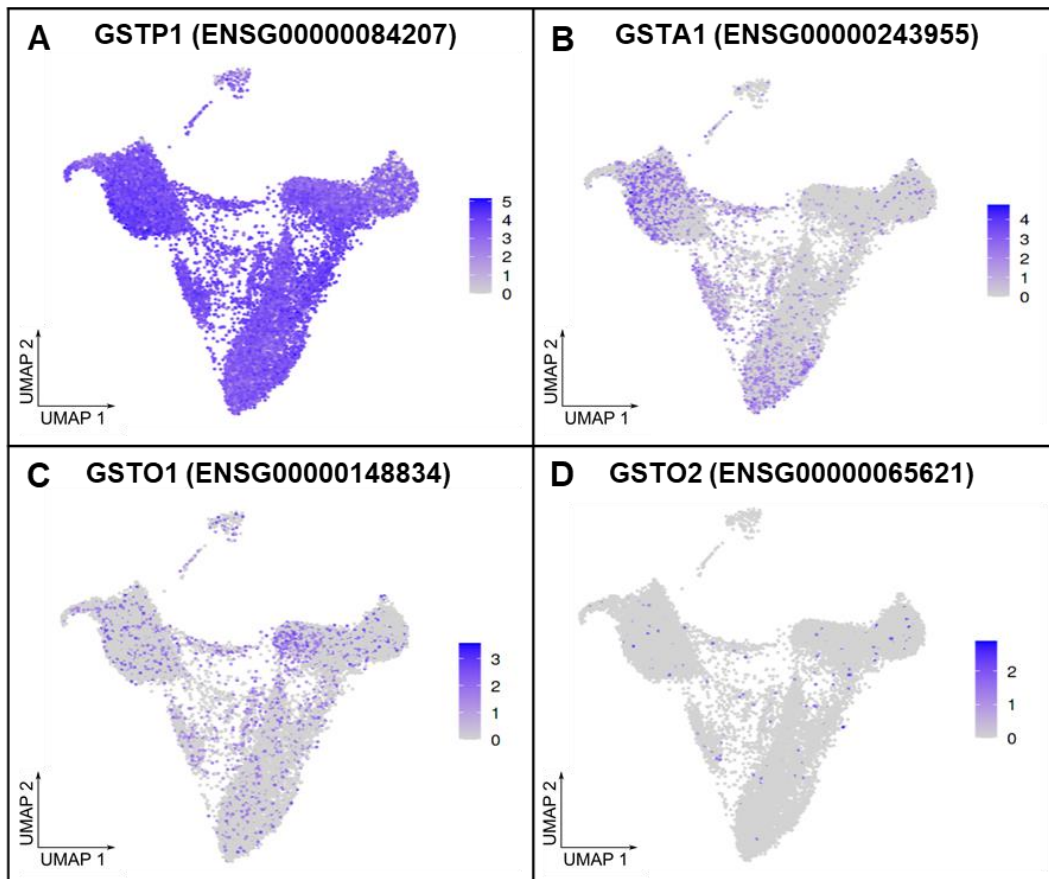 A GSTP1 (ENSG00000084207)
5
4
3
2
1
0
UMAP 2
UMAP 1
B GSTA1 (ENSG00000243955)
4
3
2
1
0
UMAP 2
UMAP 1
C GSTO1 (ENSG00000148834)
3
2
1
0
UMAP 2
UMAP 1
D GSTO2 (ENSG00000065621)
2
1
0
UMAP 2
UMAP 1